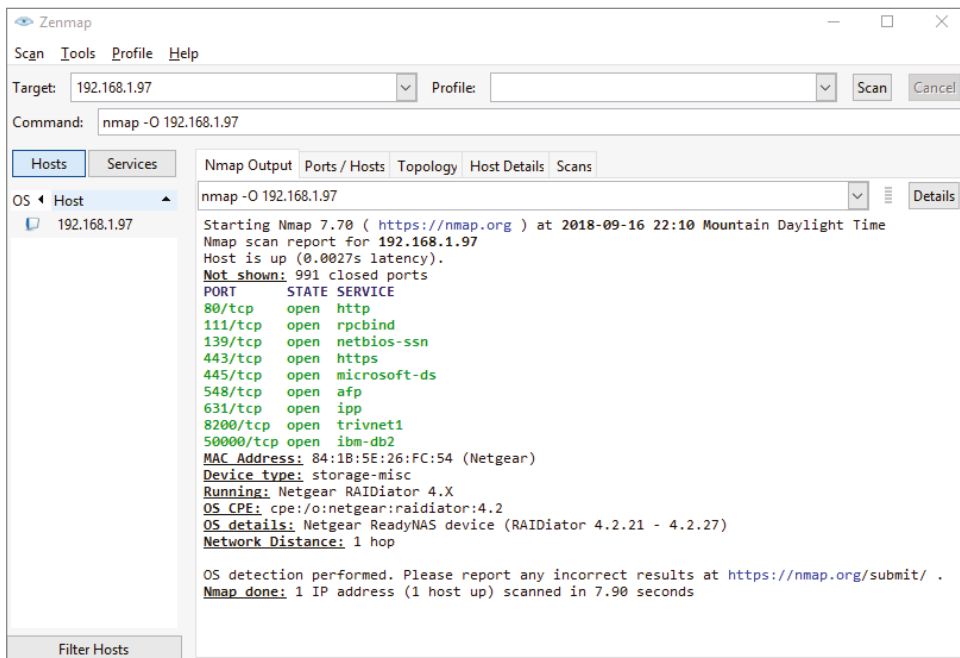 Zenmap
Scan Tools Profile Help
Target: 192.168.1.97 Profile: Scan Cancel
Command: nmap -O 192.168.1.97
Hosts Services
OS Host
192.168.1.97
Filter Hosts
Nmap Output Ports / Hosts Topology Host Details Scans
nmap -O 192.168.1.97 Details
Starting Nmap 7.70 ( https://nmap.org ) at 2018-09-16 22:10 Mountain Daylight Time
Nmap scan report for 192.168.1.97
Host is up (0.0027s latency).
Not shown: 991 closed ports
PORT STATE SERVICE
80/tcp open http
111/tcp open rpcbind
139/tcp open netbios-ssn
443/tcp open https
445/tcp open microsoft-ds
548/tcp open afp
631/tcp open ipp
8200/tcp open trivnet1
50000/tcp open ibm-db2
MAC Address: 84:1B:5E:26:FC:54 (Netgear)
Device type: storage-misc
Running: Netgear RAIDiator 4.X
OS CPE: cpe:/o:netgear:raidiator:4.2
OS details: Netgear ReadyNAS device (RAIDiator 4.2.21 - 4.2.27)
Network Distance: 1 hop
OS detection performed. Please report any incorrect results at https://nmap.org/submit/ .
Nmap done: 1 IP address (1 host up) scanned in 7.90 seconds